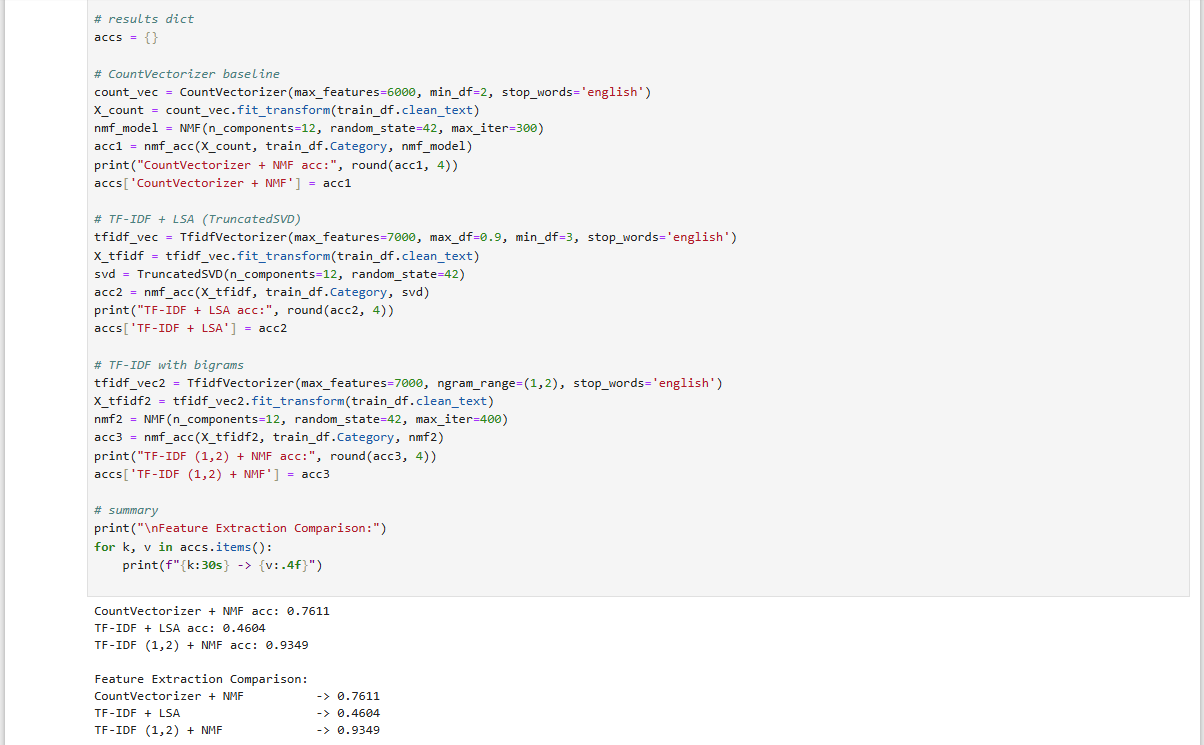 # results dict
accs = {}

# CountVectorizer baseline
count_vec = CountVectorizer(max_features=6000, min_df=2, stop_words='english')
X_count = count_vec.fit_transform(train_df.clean_text)
nmf_model = NMF(n_components=12, random_state=42, max_iter=300)
acc1 = nmf_acc(X_count, train_df.Category, nmf_model)
print("CountVectorizer + NMF acc:", round(acc1, 4))
accs['CountVectorizer + NMF'] = acc1

# TF-IDF + LSA (TruncatedSVD)
tfidf_vec = TfidfVectorizer(max_features=7000, max_df=0.9, min_df=3, stop_words='english')
X_tfidf = tfidf_vec.fit_transform(train_df.clean_text)
svd = TruncatedSVD(n_components=12, random_state=42)
acc2 = nmf_acc(X_tfidf, train_df.Category, svd)
print("TF-IDF + LSA acc:", round(acc2, 4))
accs['TF-IDF + LSA'] = acc2

# TF-IDF with bigrams
tfidf_vec2 = TfidfVectorizer(max_features=7000, ngram_range=(1,2), stop_words='english')
X_tfidf2 = tfidf_vec2.fit_transform(train_df.clean_text)
nmf2 = NMF(n_components=12, random_state=42, max_iter=400)
acc3 = nmf_acc(X_tfidf2, train_df.Category, nmf2)
print("TF-IDF (1,2) + NMF acc:", round(acc3, 4))
accs['TF-IDF (1,2) + NMF'] = acc3

# summary
print("\nFeature Extraction Comparison:")
for k, v in accs.items():
    print(f"{k:30s} -> {v:.4f}")

CountVectorizer + NMF acc: 0.7611
TF-IDF + LSA acc: 0.4604
TF-IDF (1,2) + NMF acc: 0.9349

Feature Extraction Comparison:
CountVectorizer + NMF          -> 0.7611
TF-IDF + LSA                   -> 0.4604
TF-IDF (1,2) + NMF             -> 0.9349